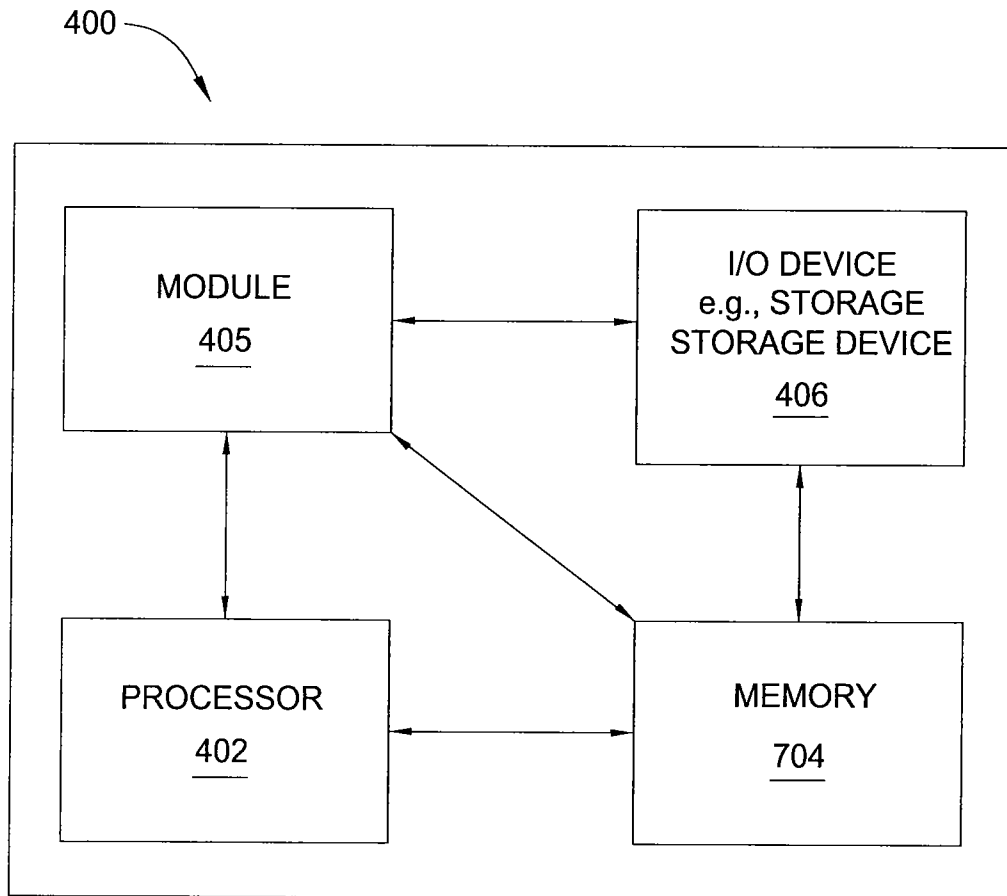 400
MODULE
405
I/O DEVICE
e.g., STORAGE
STORAGE DEVICE
406
PROCESSOR
402
MEMORY
704